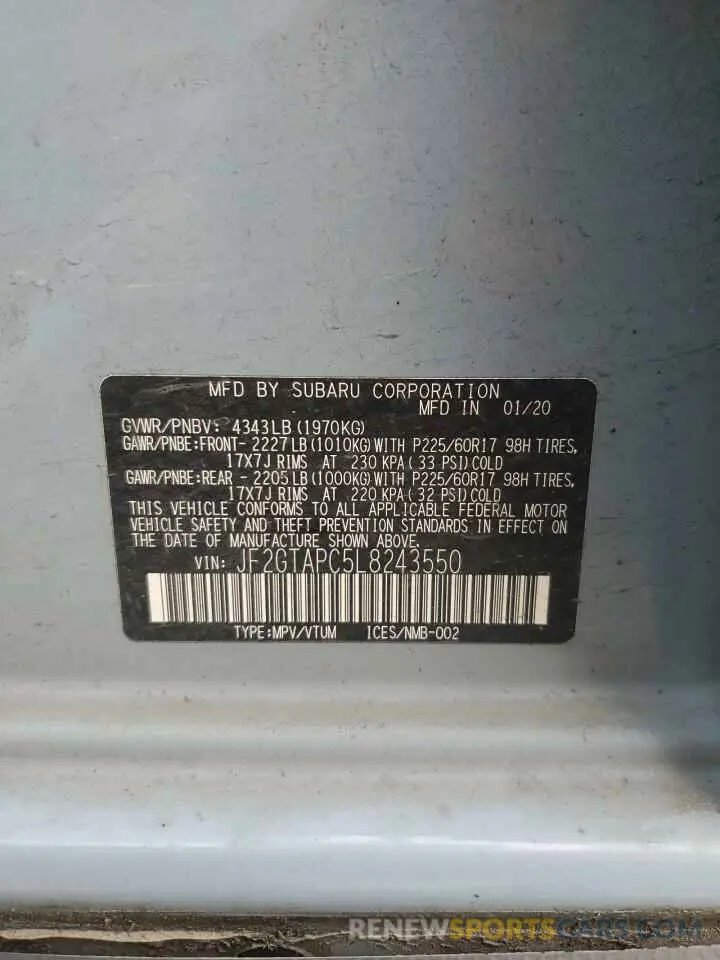 MFD BY SUBARU CORPORATION
MFD IN 01/20
GVWR/PNBV: 4343LB (1970KG)
GAWR/PNBE:FRONT- 2227LB (1010KG) WITH P225/60R17 98H TIRES,
17X7J RIMS AT 230 KPA (33 PSI) COLD
GAWR/PNBE:REAR - 2205LB (1000KG) WITH P225/60R17 98H TIRES,
17X7J RIMS AT 220 KPA (32 PSI) COLD
THIS VEHICLE CONFORMS TO ALL APPLICABLE FEDERAL MOTOR
VEHICLE SAFETY AND THEFT PREVENTION STANDARDS IN EFFECT ON
THE DATE OF MANUFACTURE SHOWN ABOVE.
VIN: JF2GTAPC5L8243550
TYPE:MPV/VTUM ICES/NMB-002
RENEWSPORTSCARS.COM